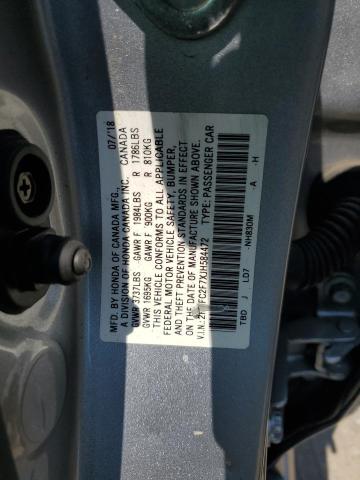 MFD. BY HONDA OF CANADA MFG., 07/'18
A DIVISION OF HONDA CANADA INC. CANADA
GVWR 3737LBS GAWR F 1984LBS R 1786LBS
GVWR 1695KG GAWR F 900KG R 810KG
THIS VEHICLE CONFORMS TO ALL APPLICABLE
FEDERAL MOTOR VEHICLE SAFETY, BUMPER,
AND THEFT PREVENTION STANDARDS IN EFFECT
ON THE DATE OF MANUFACTURE SHOWN ABOVE.
V.I.N: TYPE:PASSENGER CAR
TBD J LD7 -NH830M -A -H